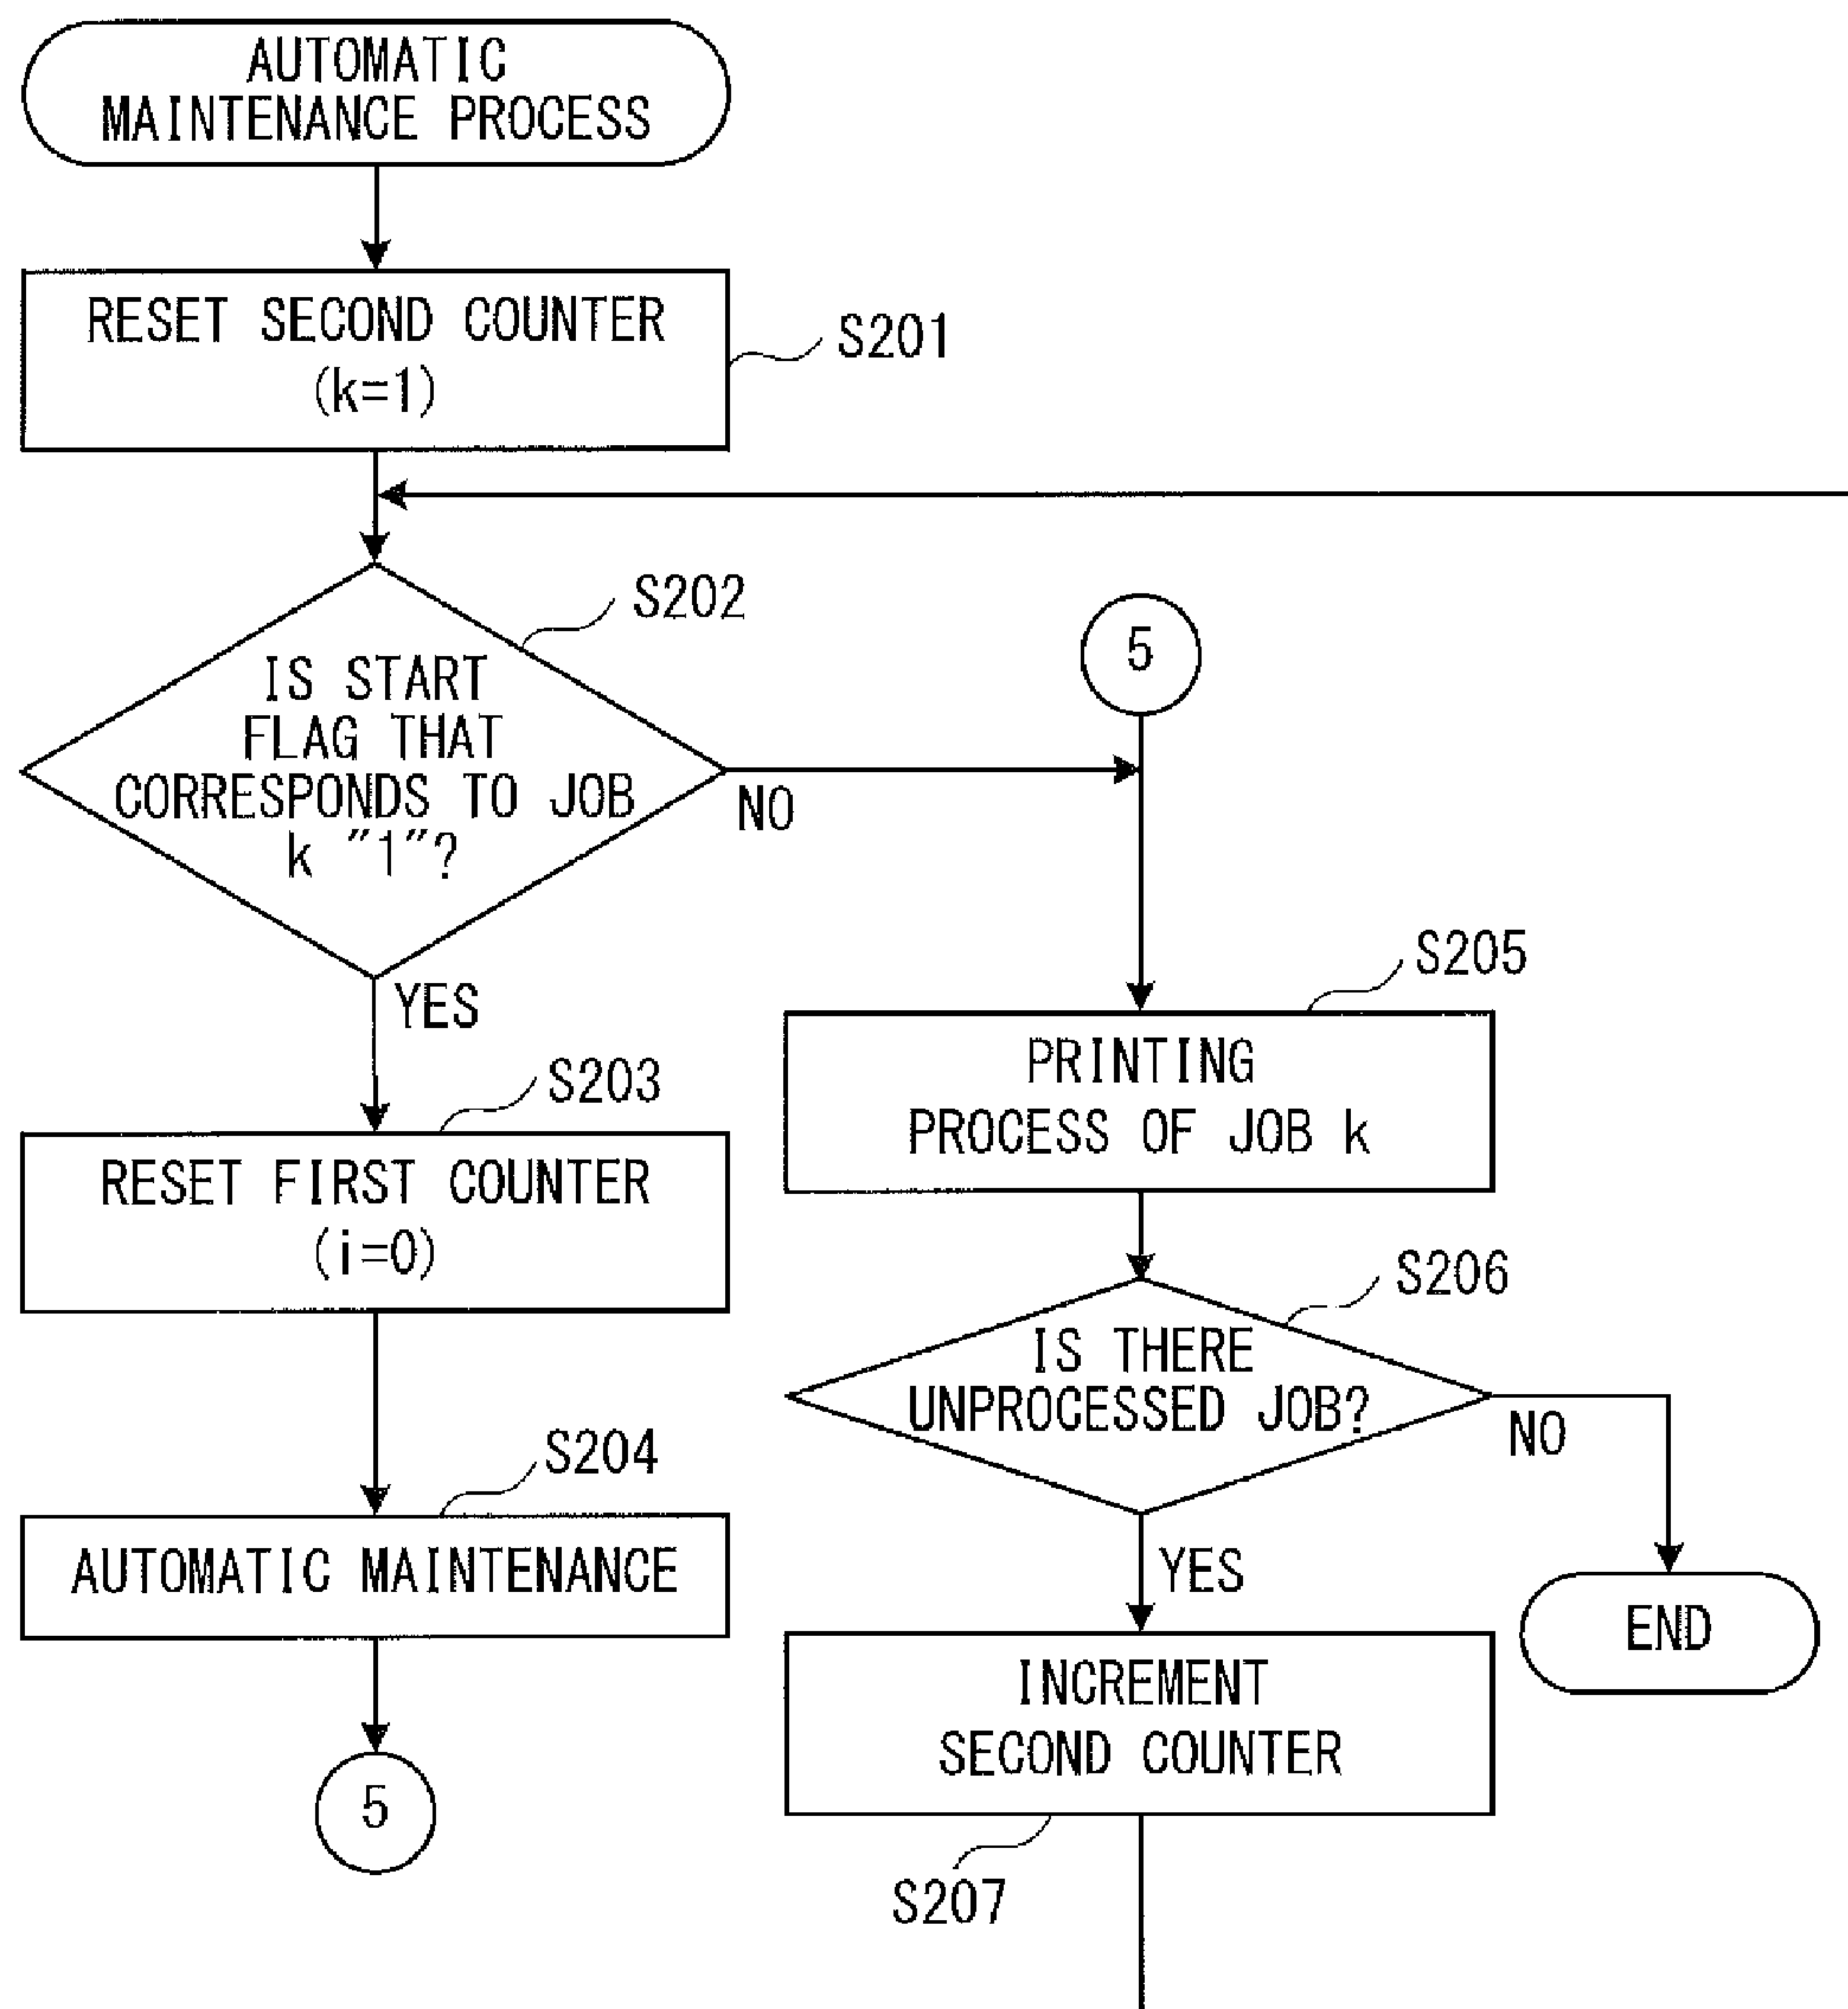 AUTOMATIC
MAINTENANCE PROCESS
RESET SECOND COUNTER
(k=1)
S201
S202
IS START
FLAG THAT
CORRESPONDS TO JOB
k "1"?
NO
YES
S203
RESET FIRST COUNTER
(i=0)
S204
AUTOMATIC MAINTENANCE
5
5
S205
PRINTING
PROCESS OF JOB k
S206
IS THERE
UNPROCESSED JOB?
NO
YES
END
INCREMENT
SECOND COUNTER
S207